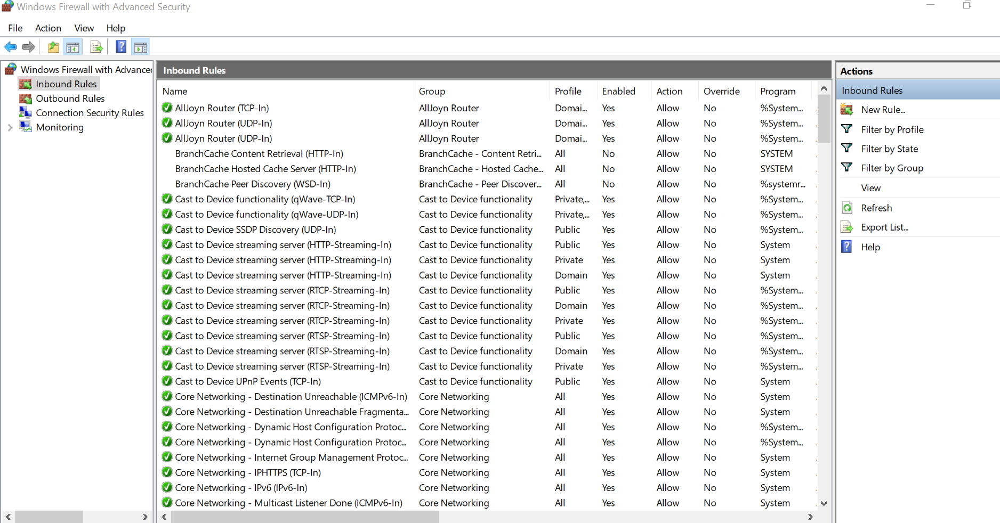 Windows Firewall with Advanced Security
File Action View Help
Windows Firewall with Advance
Inbound Rules
Outbound Rules
Connection Security Rules
Monitoring
Inbound Rules
Name Group Profile Enabled Action Override Program
AllJoyn Router (TCP-In) AllJoyn Router Domai... Yes Allow No %System...
AllJoyn Router (UDP-In) AllJoyn Router Domai... Yes Allow No %System...
AllJoyn Router (UDP-In) AllJoyn Router Domai... Yes Allow No %System...
BranchCache Content Retrieval (HTTP-In) BranchCache - Content Retri... All No Allow No SYSTEM
BranchCache Hosted Cache Server (HTTP-In) BranchCache - Hosted Cache... All No Allow No SYSTEM
BranchCache Peer Discovery (WSD-In) BranchCache - Peer Discover... All No Allow No %systemr...
Cast to Device functionality (qWave-TCP-In) Cast to Device functionality Private,... Yes Allow No %System...
Cast to Device functionality (qWave-UDP-In) Cast to Device functionality Private,... Yes Allow No %System...
Cast to Device SSDP Discovery (UDP-In) Cast to Device functionality Public Yes Allow No %System...
Cast to Device streaming server (HTTP-Streaming-In) Cast to Device functionality Public Yes Allow No System
Cast to Device streaming server (HTTP-Streaming-In) Cast to Device functionality Private Yes Allow No System
Cast to Device streaming server (HTTP-Streaming-In) Cast to Device functionality Domain Yes Allow No System
Cast to Device streaming server (RTCP-Streaming-In) Cast to Device functionality Public Yes Allow No %System...
Cast to Device streaming server (RTCP-Streaming-In) Cast to Device functionality Domain Yes Allow No %System...
Cast to Device streaming server (RTCP-Streaming-In) Cast to Device functionality Private Yes Allow No %System...
Cast to Device streaming server (RTSP-Streaming-In) Cast to Device functionality Public Yes Allow No %System...
Cast to Device streaming server (RTSP-Streaming-In) Cast to Device functionality Domain Yes Allow No %System...
Cast to Device streaming server (RTSP-Streaming-In) Cast to Device functionality Private Yes Allow No %System...
Cast to Device UPnP Events (TCP-In) Cast to Device functionality Public Yes Allow No System
Core Networking - Destination Unreachable (ICMPv6-In) Core Networking All Yes Allow No System
Core Networking - Destination Unreachable Fragmenta... Core Networking All Yes Allow No System
Core Networking - Dynamic Host Configuration Protoc... Core Networking All Yes Allow No %System...
Core Networking - Dynamic Host Configuration Protoc... Core Networking All Yes Allow No %System...
Core Networking - Internet Group Management Protoc... Core Networking All Yes Allow No System
Core Networking - IPHTTPS (TCP-In) Core Networking All Yes Allow No System
Core Networking - IPv6 (IPv6-In) Core Networking All Yes Allow No System
Core Networking - Multicast Listener Done (ICMPv6-In) Core Networking All Yes Allow No System
Actions
Inbound Rules
New Rule...
Filter by Profile
Filter by State
Filter by Group
View
Refresh
Export List...
Help